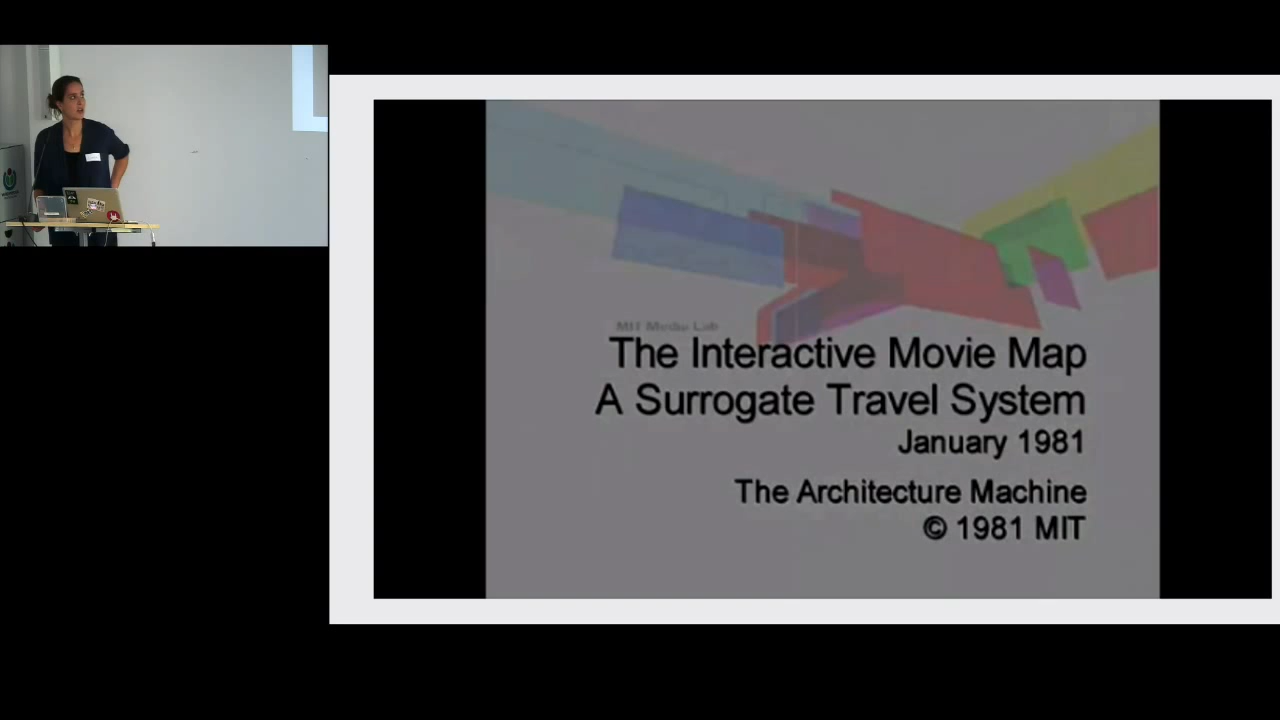 MIT Media Lab
The Interactive Movie Map
A Surrogate Travel System
January 1981
The Architecture Machine
© 1981 MIT